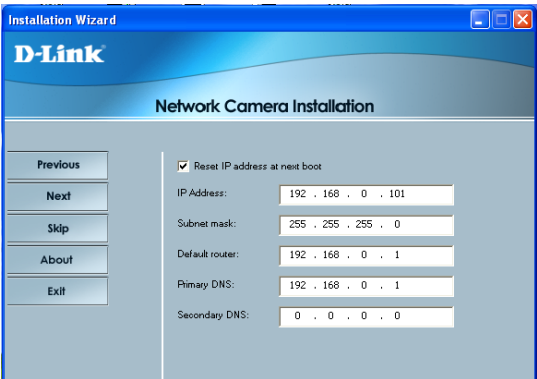 Installation Wizard
D-Link
Network Camera Installation
Previous
Next
Skip
About
Exit
Reset IP address at next boot
IP Address: 192 . 168 . 0 . 101
Subnet mask: 255 . 255 . 255 . 0
Default router: 192 . 168 . 0 . 1
Primary DNS: 192 . 168 . 0 . 1
Secondary DNS: 0 . 0 . 0 . 0